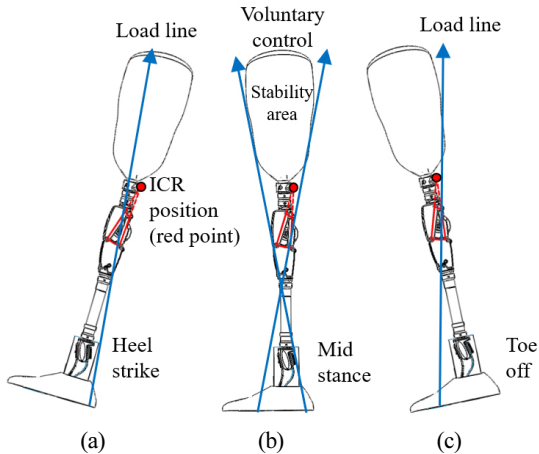 Load line
Voluntary
control
Load line
Stability
area
ICR
position
(red point)
Heel
strike
Mid
stance
Toe
off
(a)
(b)
(c)